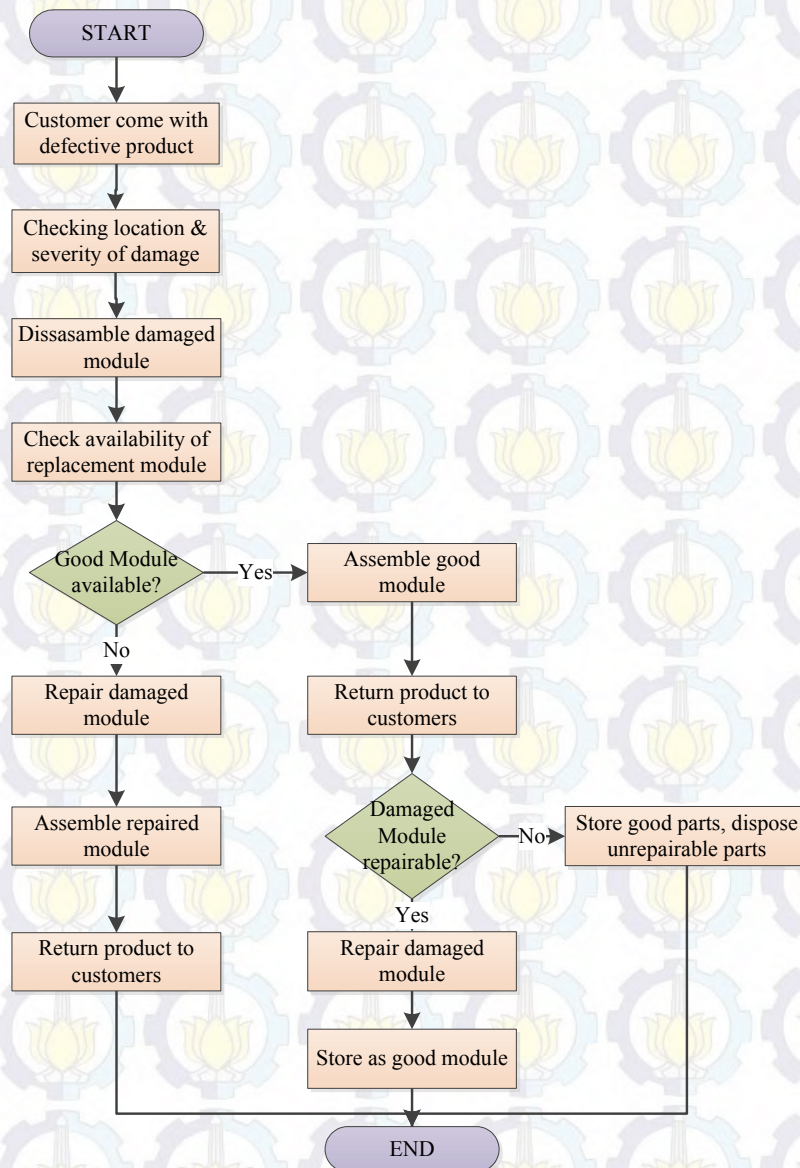 START
Customer come with
defective product
Checking location &
severity of damage
Dissasamble damaged
module
Check availability of
replacement module
Good Module
available?
Yes
Assemble good
module
No
Repair damaged
module
Return product to
customers
Assemble repaired
module
Damaged
Module
repairable?
No
Store good parts, dispose
unrepairable parts
Yes
Return product to
customers
Repair damaged
module
Store as good module
END